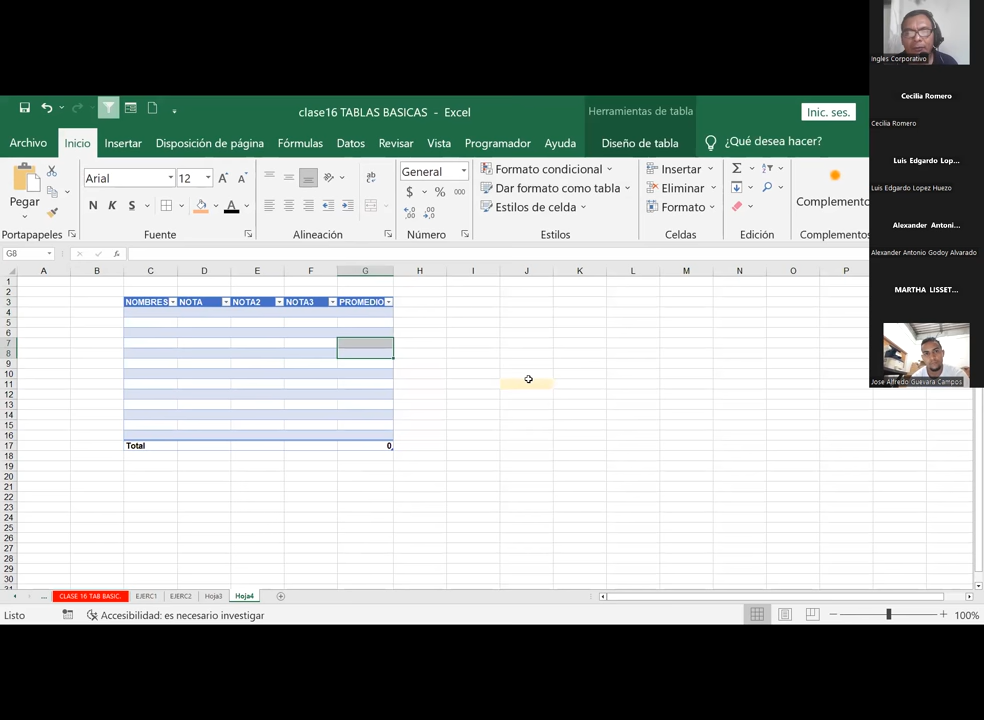 clase16 TABLAS BASICAS - Excel
Herramientas de tabla
Inic. ses.
Archivo Inicio Insertar Disposición de página Fórmulas Datos Revisar Vista Programador Ayuda Diseño de tabla ¿Qué desea hacer?
Pegar
Portapapeles
Arial 12
N K S
Fuente
Alineación
General
$ % 000
Número
Formato condicional
Dar formato como tabla
Estilos de celda
Estilos
Insertar
Eliminar
Formato
Celdas
Edición
Complemento
Complementos
G8
A B C D E F G H I J K L M N O P
1
2
3 NOMBRES NOTA NOTA2 NOTA3 PROMEDIO
4
5
6
7
8
9
10
11
12
13
14
15
16
17 Total 0
18
19
20
21
22
23
24
25
26
27
28
29
30
31
... CLASE 16 TAB BASIC. EJERC1 EJERC2 Hoja3 Hoja4
Listo Accesibilidad: es necesario investigar 100%
Ingles Corporativo
Cecilia Romero
Cecilia Romero
Luis Edgardo Lop...
Luis Edgardo Lopez Huezo
Alexander Antoni...
Alexander Antonio Godoy Alvarado
MARTHA LISSET...
Jose Alfredo Guevara Campos